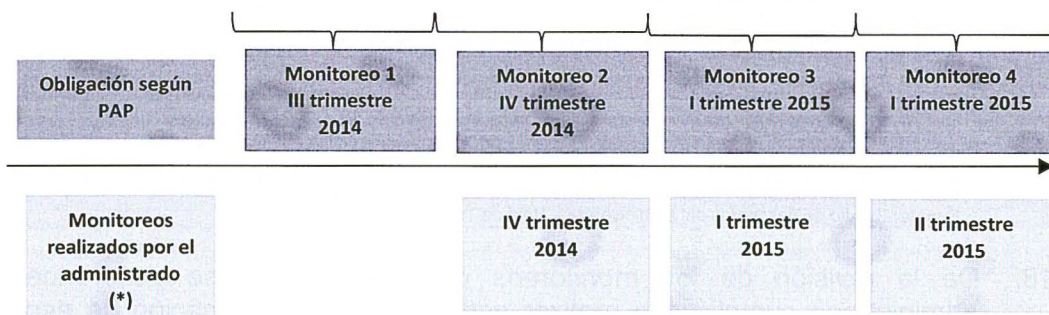 Obligación según
PAP
Monitoreo 1
III trimestre
2014
Monitoreo 2
IV trimestre
2014
Monitoreo 3
I trimestre 2015
Monitoreo 4
I trimestre 2015
Monitoreos
realizados por el
administrado
(*)
IV trimestre
2014
I trimestre
2015
II trimestre
2015